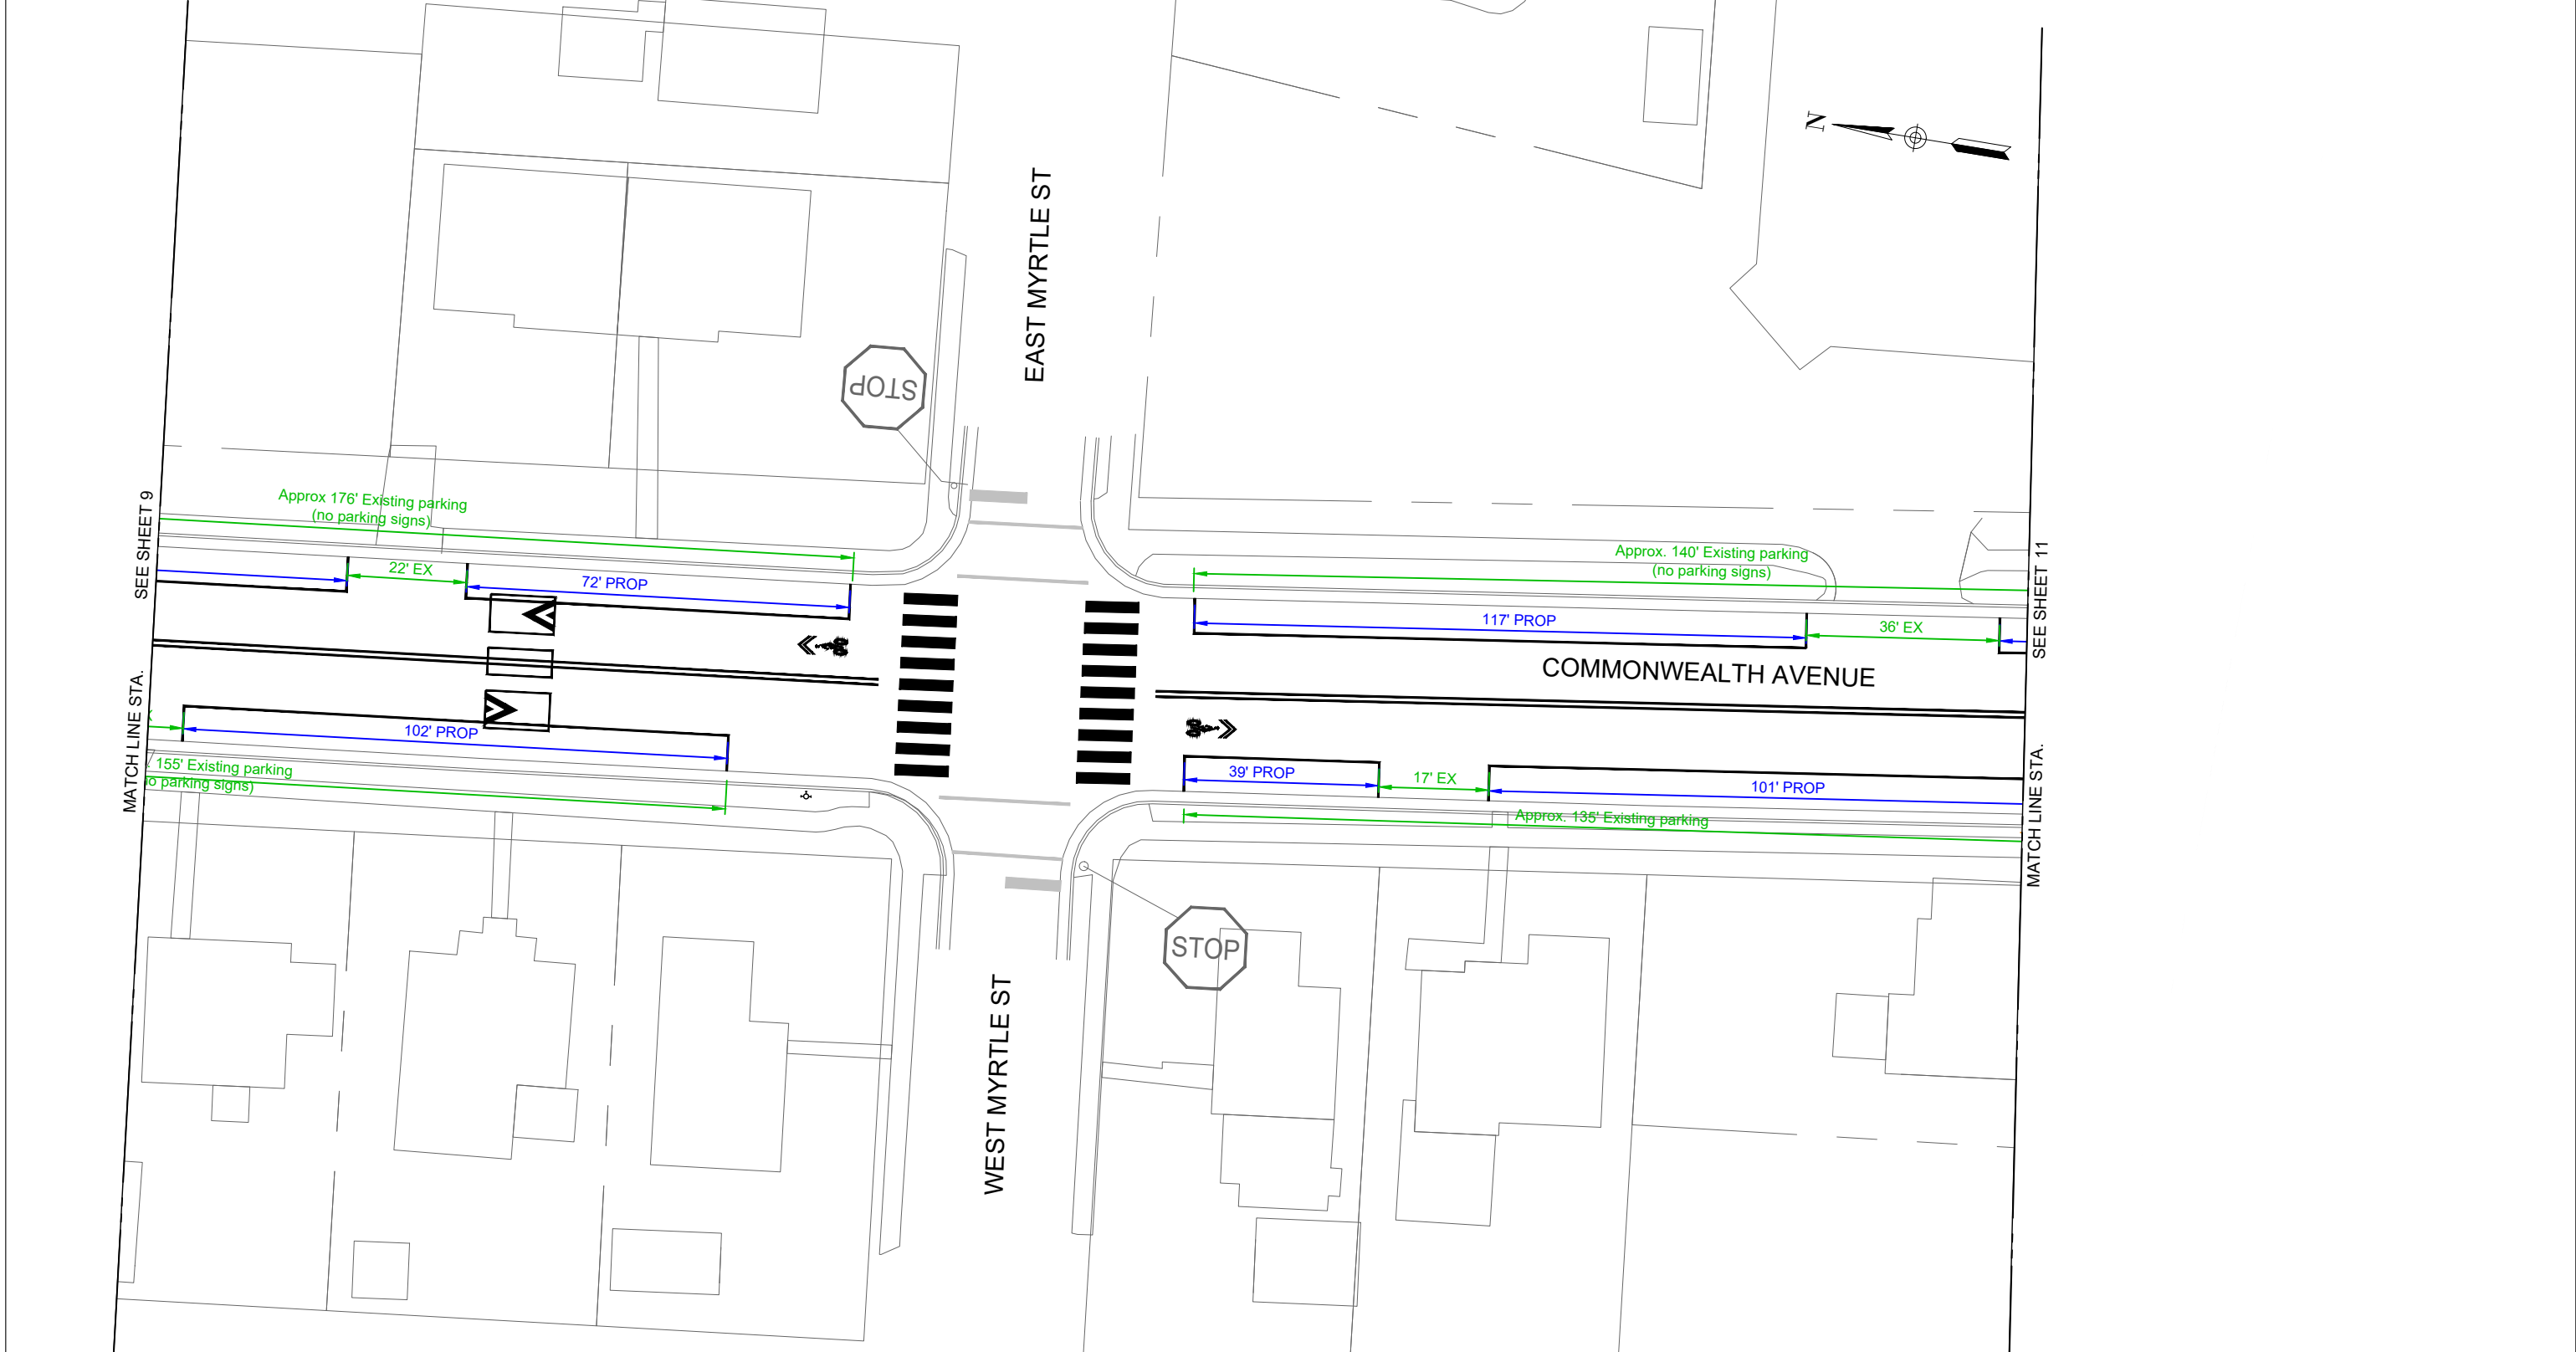 N
EAST MYRTLE ST
STOP
SEE SHEET 9
Approx 176' Existing parking
(no parking signs)
22' EX
72' PROP
Approx. 140' Existing parking
(no parking signs)
117' PROP
36' EX
SEE SHEET 11
COMMONWEALTH AVENUE
MATCH LINE STA.
102' PROP
155' Existing parking
parking signs)
39' PROP
17' EX
101' PROP
Approx. 135' Existing parking
MATCH LINE STA.
STOP
WEST MYRTLE ST